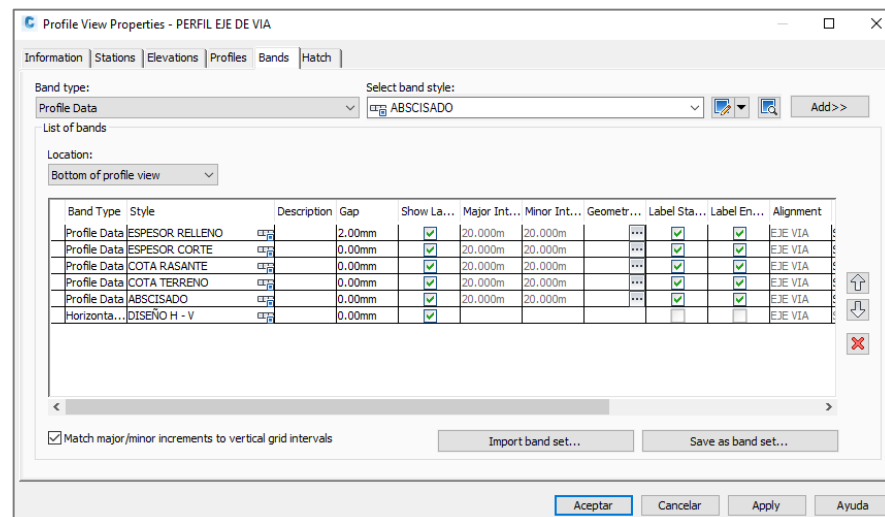 Profile View Properties - PERFIL EJE DE VIA
Information Stations Elevations Profiles Bands Hatch
Band type: Select band style:
Profile Data ABSCISADO Add>>
List of bands
Location:
Bottom of profile view
Band Type Style Description Gap Show La... Major Int... Minor Int... Geometr... Label Sta... Label En... Alignment
Profile Data ESPESOR RELLENO 2.00mm 20.000m 20.000m ... EJE VIA
Profile Data ESPESOR CORTE 0.00mm 20.000m 20.000m ... EJE VIA
Profile Data COTA RASANTE 0.00mm 20.000m 20.000m ... EJE VIA
Profile Data COTA TERRENO 0.00mm 20.000m 20.000m ... EJE VIA
Profile Data ABSCISADO 0.00mm 20.000m 20.000m ... EJE VIA
Horizonta... DISEÑO H - V 0.00mm EJE VIA
Match major/minor increments to vertical grid intervals
Import band set... Save as band set...
Aceptar Cancelar Apply Ayuda